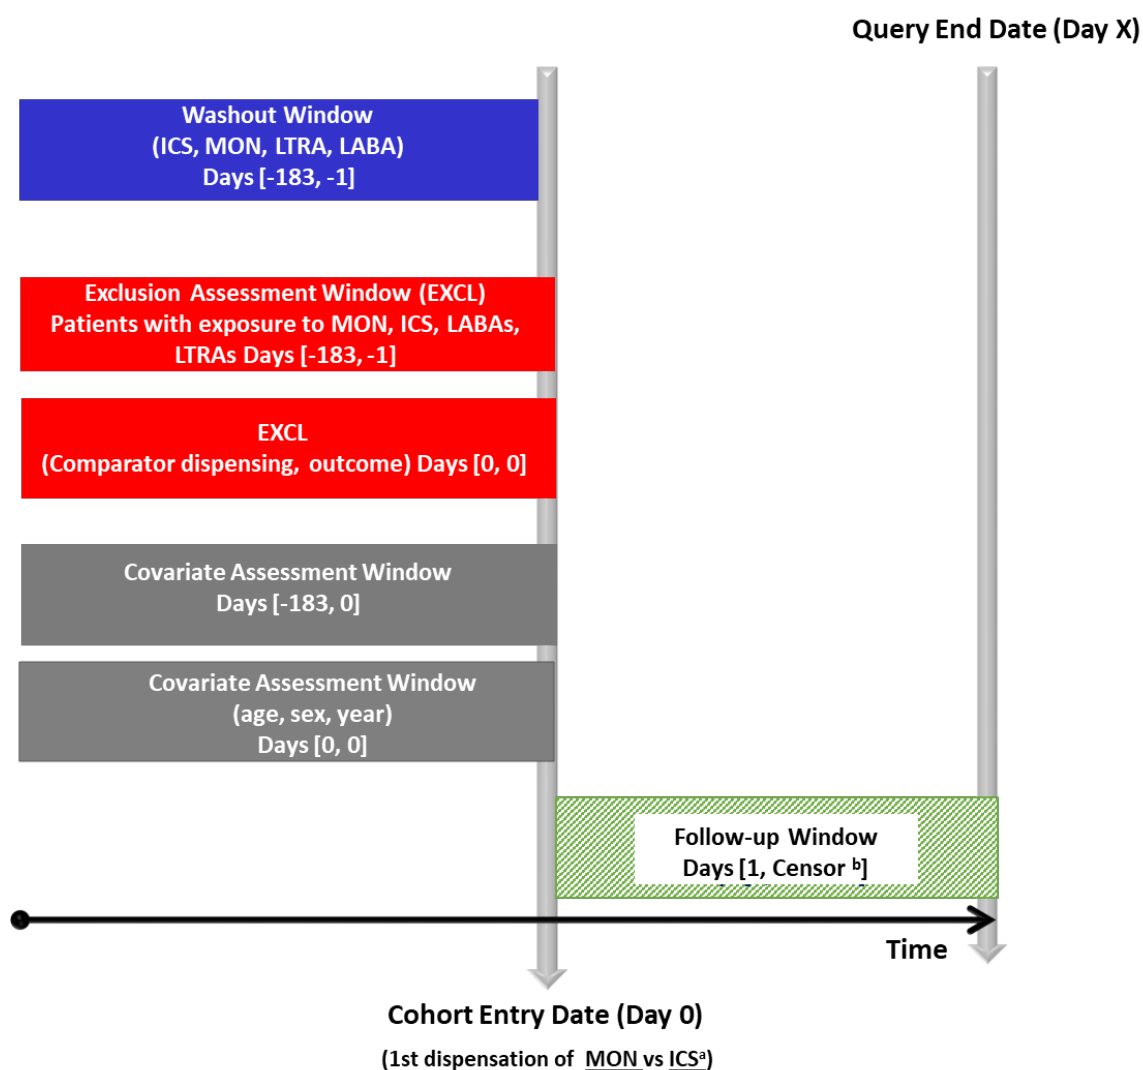 Query End Date (Day X)
Washout Window
(ICS, MON, LTRA, LABA)
Days [-183, -1]
Exclusion Assessment Window (EXCL)
Patients with exposure to MON, ICS, LABAs,
LTRAs Days [-183, -1]
EXCL
(Comparator dispensing, outcome) Days [0, 0]
Covariate Assessment Window
Days [-183, 0]
Covariate Assessment Window
(age, sex, year)
Days [0, 0]
Follow-up Window
Days [1, Censor ᵇ]
Time
Cohort Entry Date (Day 0)
(1st dispensation of MON vs ICSᵃ)